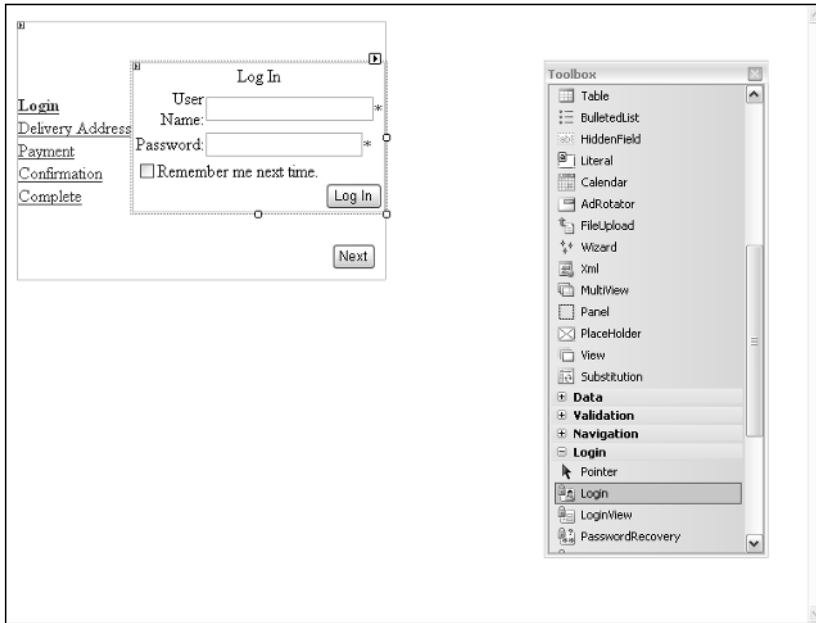 Log In
User Name:
*
Password:
*
Remember me next time.
Log In
Login
Delivery Address
Payment
Confirmation
Complete
Next
Toolbox
Table
BulletedList
HiddenField
Literal
Calendar
AdRotator
FileUpload
Wizard
Xml
MultiView
Panel
PlaceHolder
View
Substitution
Data
Validation
Navigation
Login
Pointer
Login
LoginView
PasswordRecovery